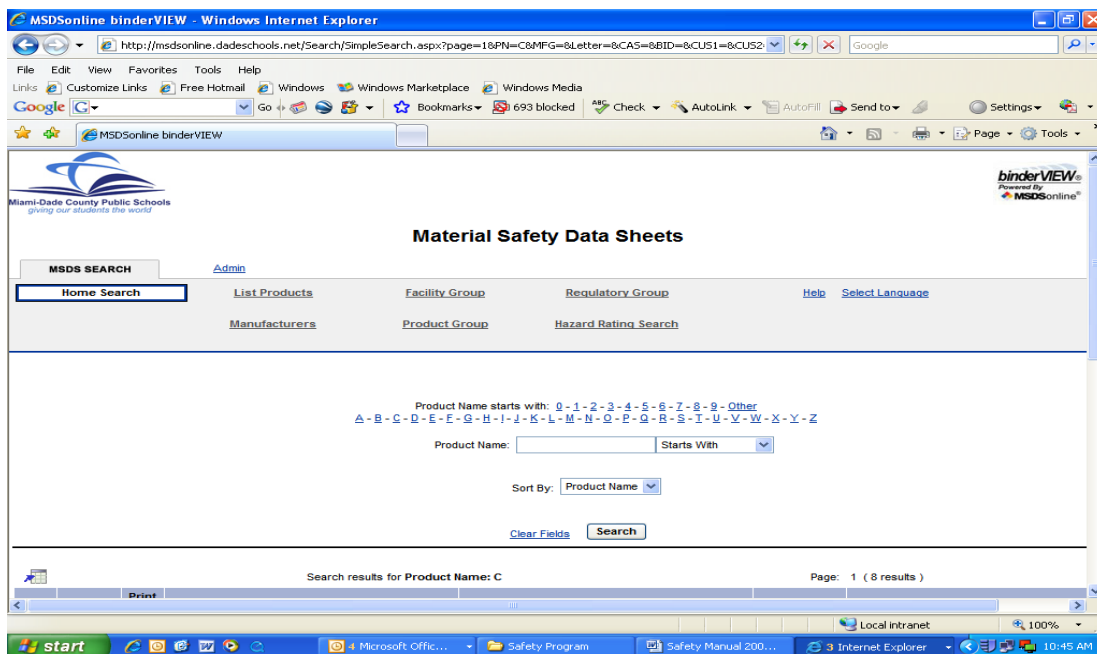 MSDSonline binderVIEW - Windows Internet Explorer
http://msdsonline.dadeschools.net/Search/SimpleSearch.aspx?page=1&PN=C&MFG=&Letter=&CAS=&BID=&CUS1=&CUS2
Google
File Edit View Favorites Tools Help
Links Customize Links Free Hotmail Windows Windows Marketplace Windows Media
Google G Go Bookmarks 693 blocked ABC Check AutoLink AutoFill Send to Settings
MSDSonline binderVIEW Page Tools
Miami-Dade County Public Schools
giving our students the world
binderVIEW®
Powered By
MSDSonline®
Material Safety Data Sheets
MSDS SEARCH Admin
Home Search List Products Facility Group Regulatory Group Help Select Language
Manufacturers Product Group Hazard Rating Search
Product Name starts with: 0 - 1 - 2 - 3 - 4 - 5 - 6 - 7 - 8 - 9 - Other
A - B - C - D - E - F - G - H - I - J - K - L - M - N - O - P - Q - R - S - T - U - V - W - X - Y - Z
Product Name: Starts With
Sort By: Product Name
Clear Fields Search
Search results for Product Name: C Page: 1 ( 8 results )
Print
Local intranet 100%
start 4 Microsoft Offic... Safety Program Safety Manual 200... 3 Internet Explorer 10:45 AM